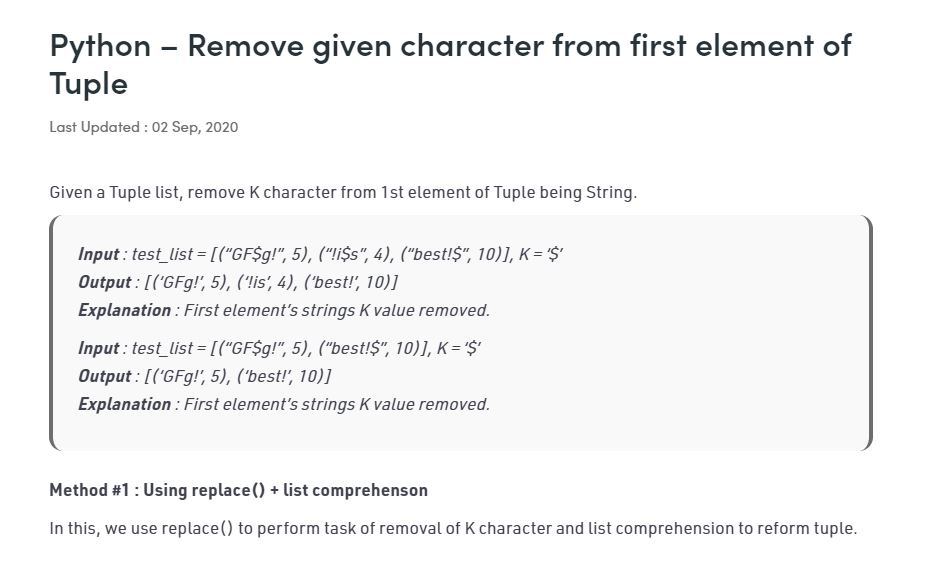 Python – Remove given character from first element of
Tuple
Last Updated : 02 Sep, 2020
Given a Tuple list, remove K character from 1st element of Tuple being String.
Input : test_list = [(“GF$g!”, 5), (“!i$s”, 4), (“best!$”, 10)], K = ‘$’
Output : [(‘GFg!’, 5), (‘!is’, 4), (‘best!’, 10)]
Explanation : First element’s strings K value removed.
Input : test_list = [(“GF$g!”, 5), (“best!$”, 10)], K = ‘$’
Output : [(‘GFg!’, 5), (‘best!’, 10)]
Explanation : First element’s strings K value removed.
Method #1 : Using replace() + list comprehenson
In this, we use replace() to perform task of removal of K character and list comprehension to reform tuple.